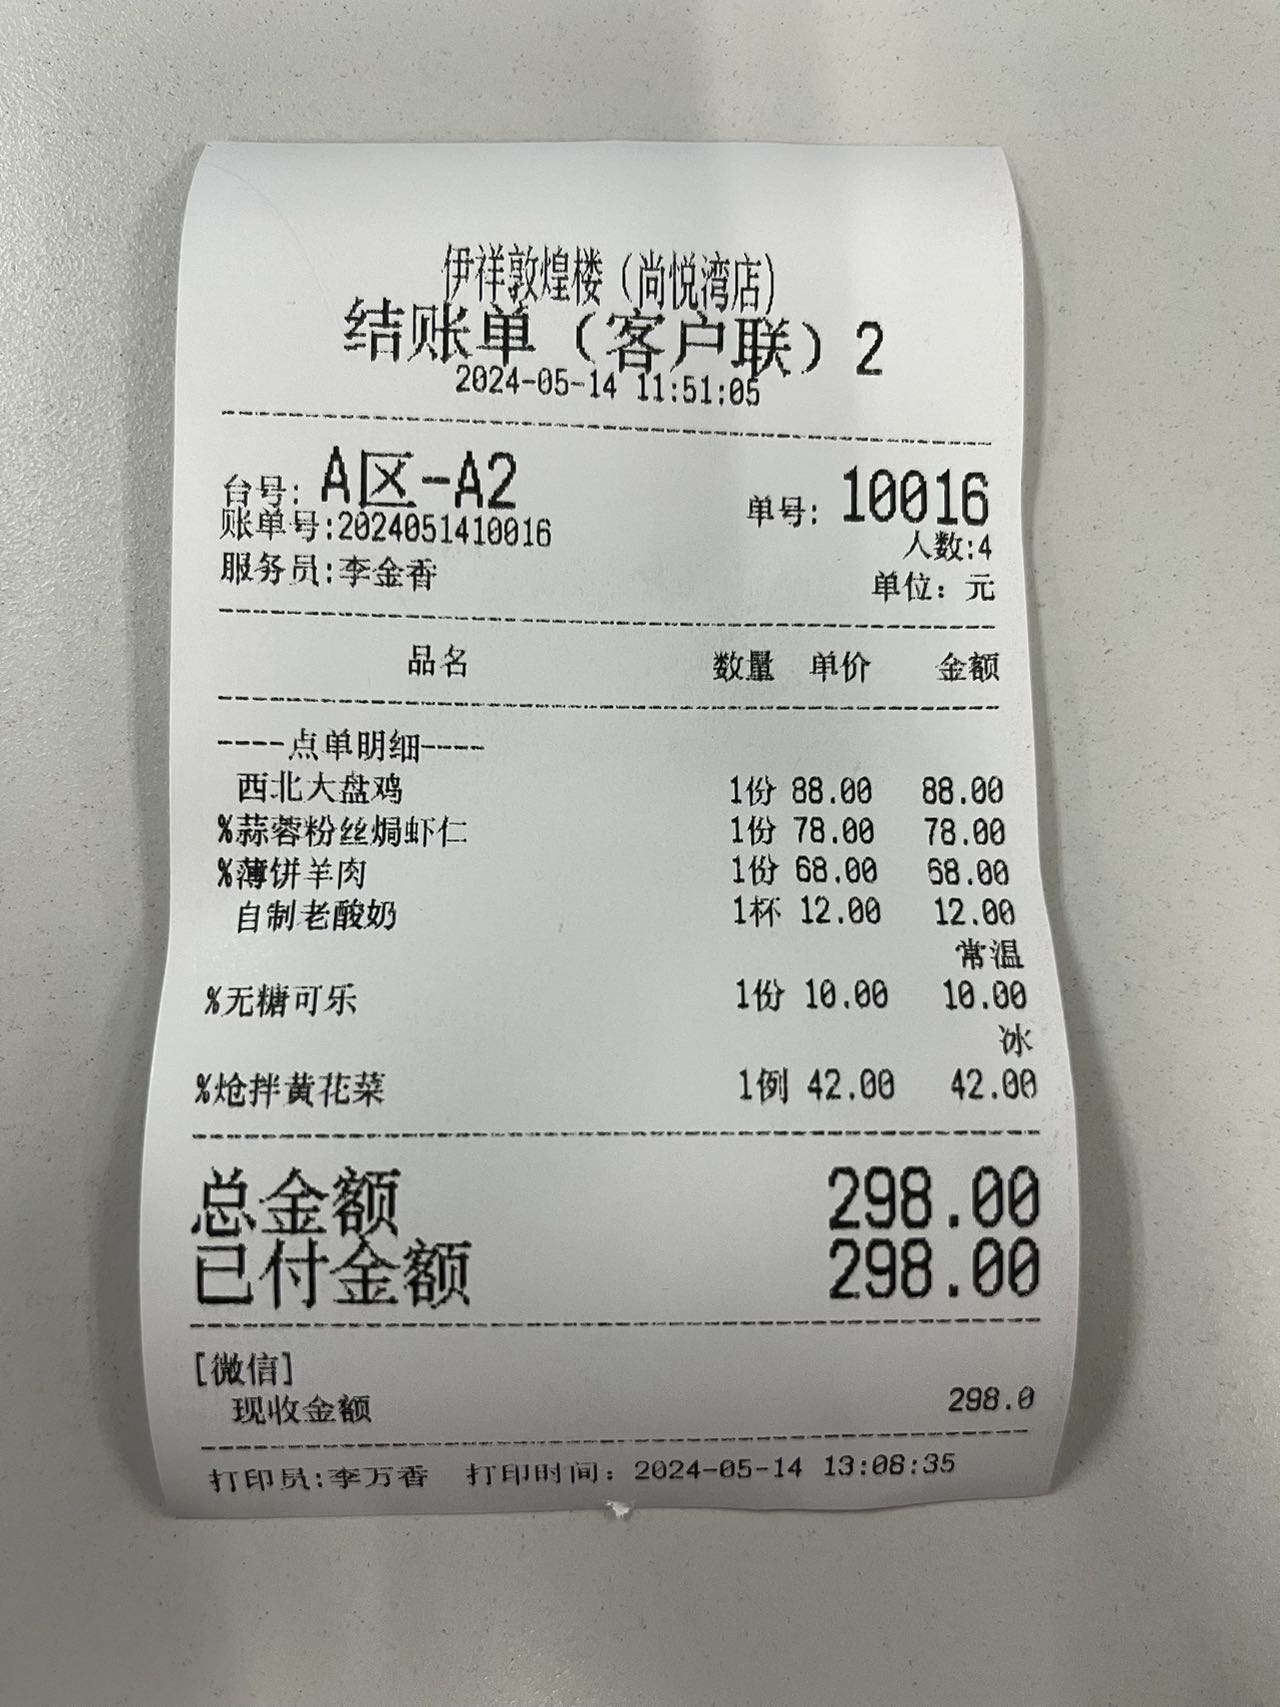 伊祥敦煌楼（尚悦湾店）
结账单（客户联）2
2024-05-14 11:51:05
台号: A区-A2 单号: 10016
账单号:2024051410016 人数:4
服务员:李金香 单位：元
品名 数量 单价 金额
----点单明细----
西北大盘鸡 1份 88.00 88.00
%蒜蓉粉丝焗虾仁 1份 78.00 78.00
%薄饼羊肉 1份 68.00 68.00
自制老酸奶 1杯 12.00 12.00
常温
%无糖可乐 1份 10.00 10.00
冰
%炝拌黄花菜 1例 42.00 42.00
总金额 298.00
已付金额 298.00
[微信]
现收金额 298.0
打印员:李万香 打印时间：2024-05-14 13:08:35